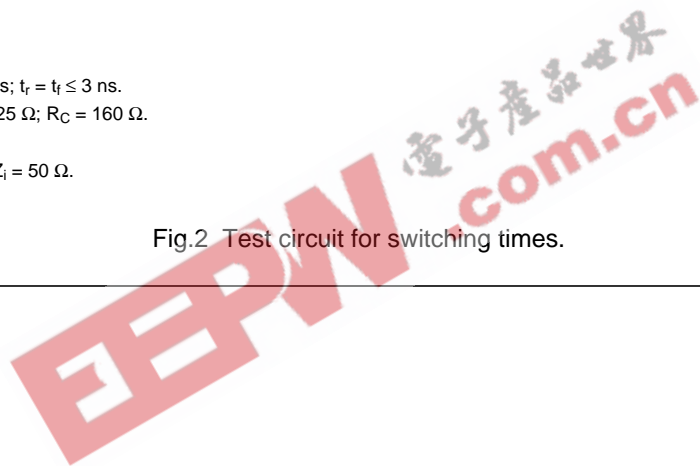 s; tr = tf ≤ 3 ns.
25 Ω; RC = 160 Ω.
Zi = 50 Ω.
Fig.2 Test circuit for switching times.
EEPW
.com.cn
電子產品世界